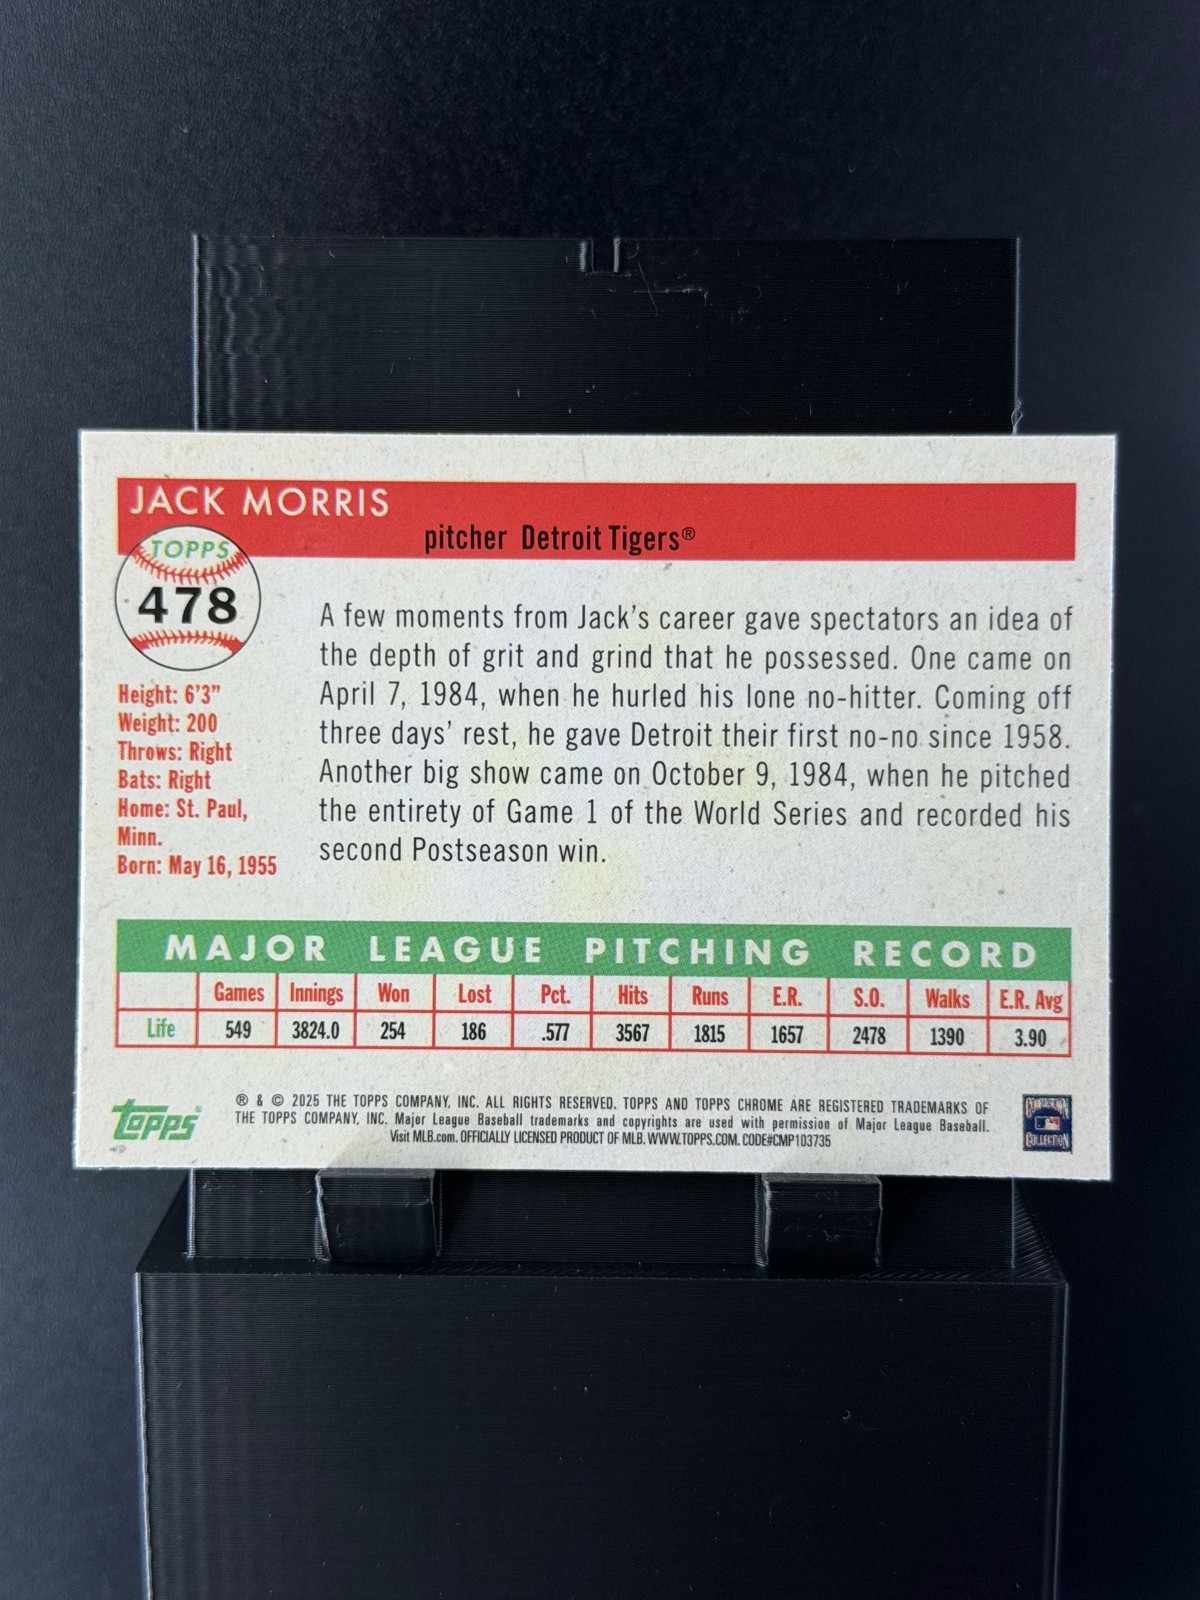 JACK MORRIS
pitcher Detroit Tigers®
TOPPS
478
Height: 6'3"
Weight: 200
Throws: Right
Bats: Right
Home: St. Paul,
Minn.
Born: May 16, 1955
A few moments from Jack's career gave spectators an idea of
the depth of grit and grind that he possessed. One came on
April 7, 1984, when he hurled his lone no-hitter. Coming off
three days' rest, he gave Detroit their first no-no since 1958.
Another big show came on October 9, 1984, when he pitched
the entirety of Game 1 of the World Series and recorded his
second Postseason win.
MAJOR LEAGUE PITCHING RECORD
Games Innings Won Lost Pct. Hits Runs E.R. S.O. Walks E.R. Avg
Life 549 3824.0 254 186 .577 3567 1815 1657 2478 1390 3.90
topps®
® & © 2025 THE TOPPS COMPANY, INC. ALL RIGHTS RESERVED. TOPPS AND TOPPS CHROME ARE REGISTERED TRADEMARKS OF
THE TOPPS COMPANY, INC. Major League Baseball trademarks and copyrights are used with permission of Major League Baseball.
Visit MLB.com. OFFICIALLY LICENSED PRODUCT OF MLB. WWW.TOPPS.COM. CODE#CMP103735
COOPERSTOWN
COLLECTION